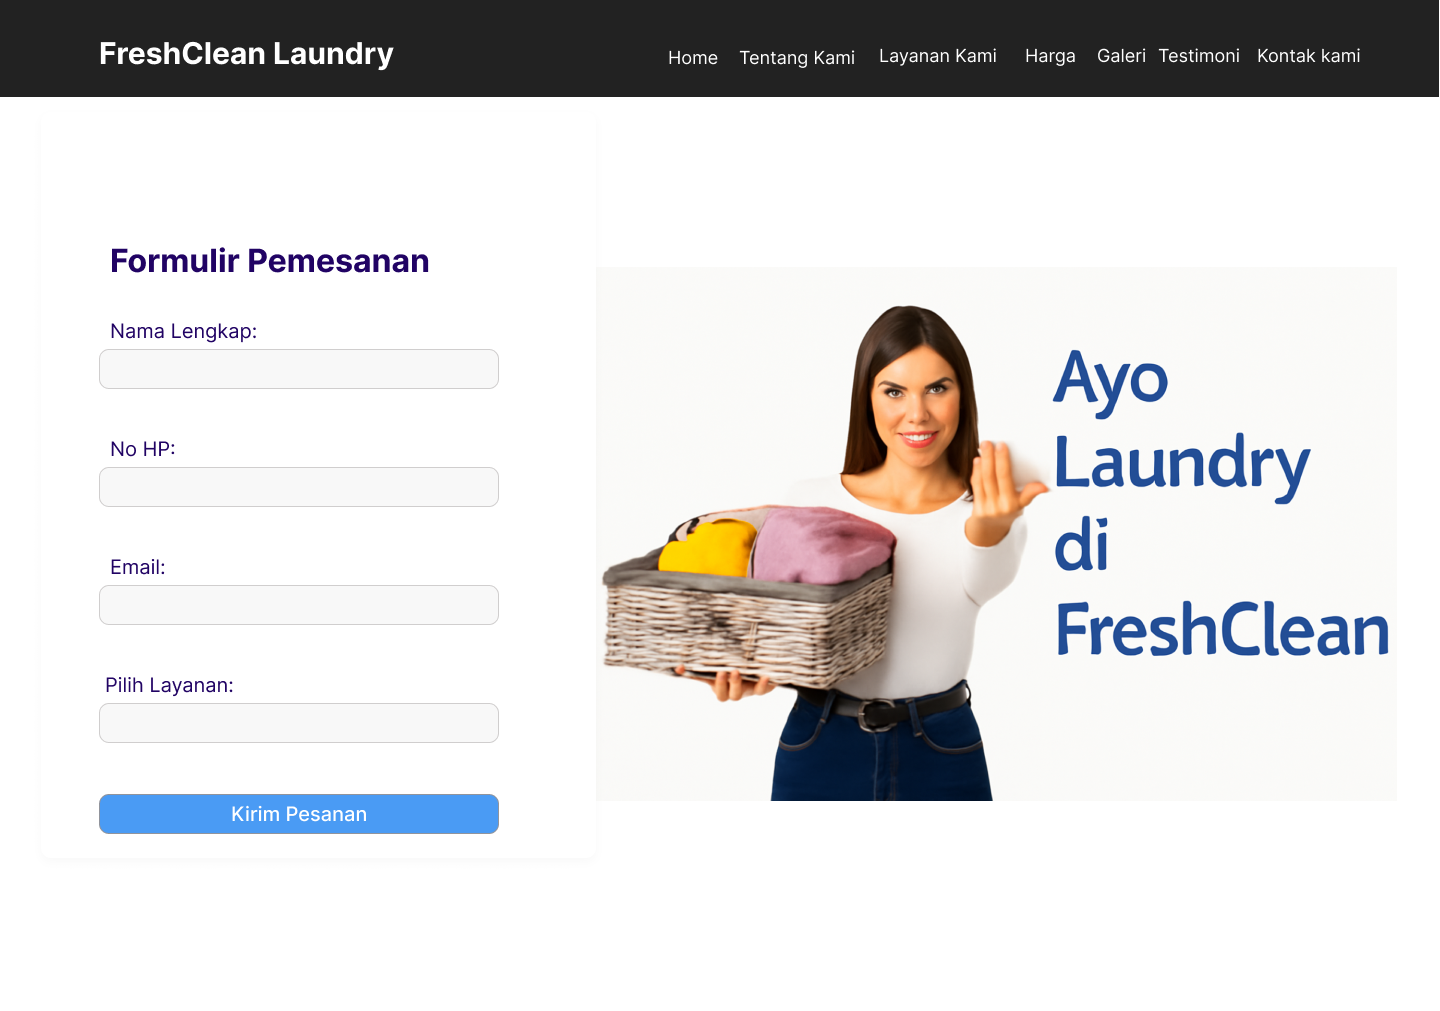 FreshClean Laundry
Home Tentang Kami Layanan Kami Harga Galeri Testimoni Kontak kami
Formulir Pemesanan
Nama Lengkap:
No HP:
Email:
Pilih Layanan:
Kirim Pesanan
Ayo
Laundry
di
FreshClean